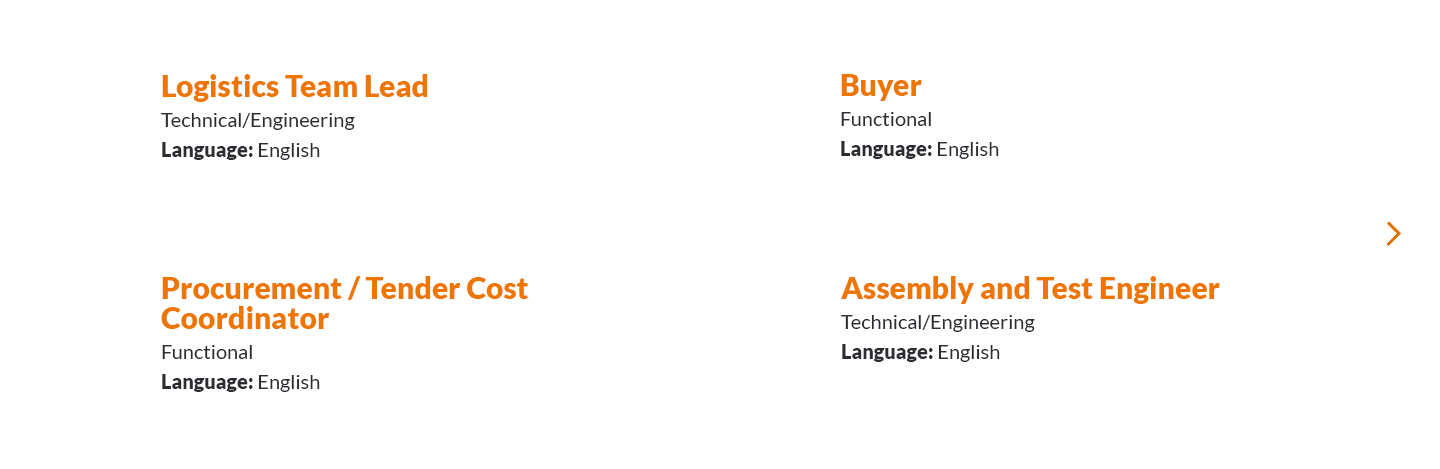 Logistics Team Lead
Technical/Engineering
Language: English
Buyer
Functional
Language: English
Procurement / Tender Cost
Coordinator
Functional
Language: English
Assembly and Test Engineer
Technical/Engineering
Language: English